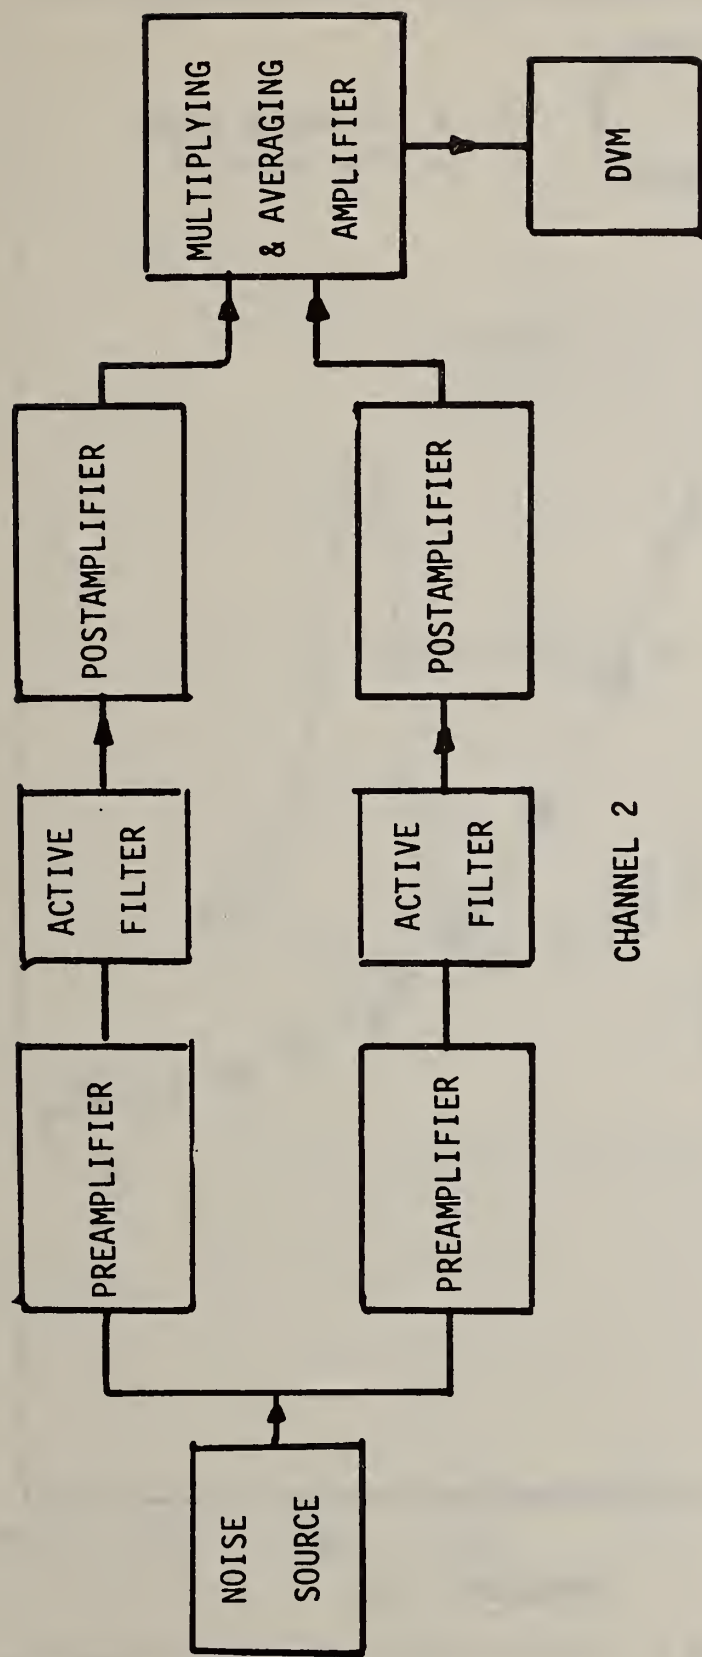 NOISE
SOURCE
PREAMPLIFIER
ACTIVE
FILTER
POSTAMPLIFIER
PREAMPLIFIER
ACTIVE
FILTER
POSTAMPLIFIER
MULTIPLYING
& AVERAGING
AMPLIFIER
DVM
CHANNEL 2